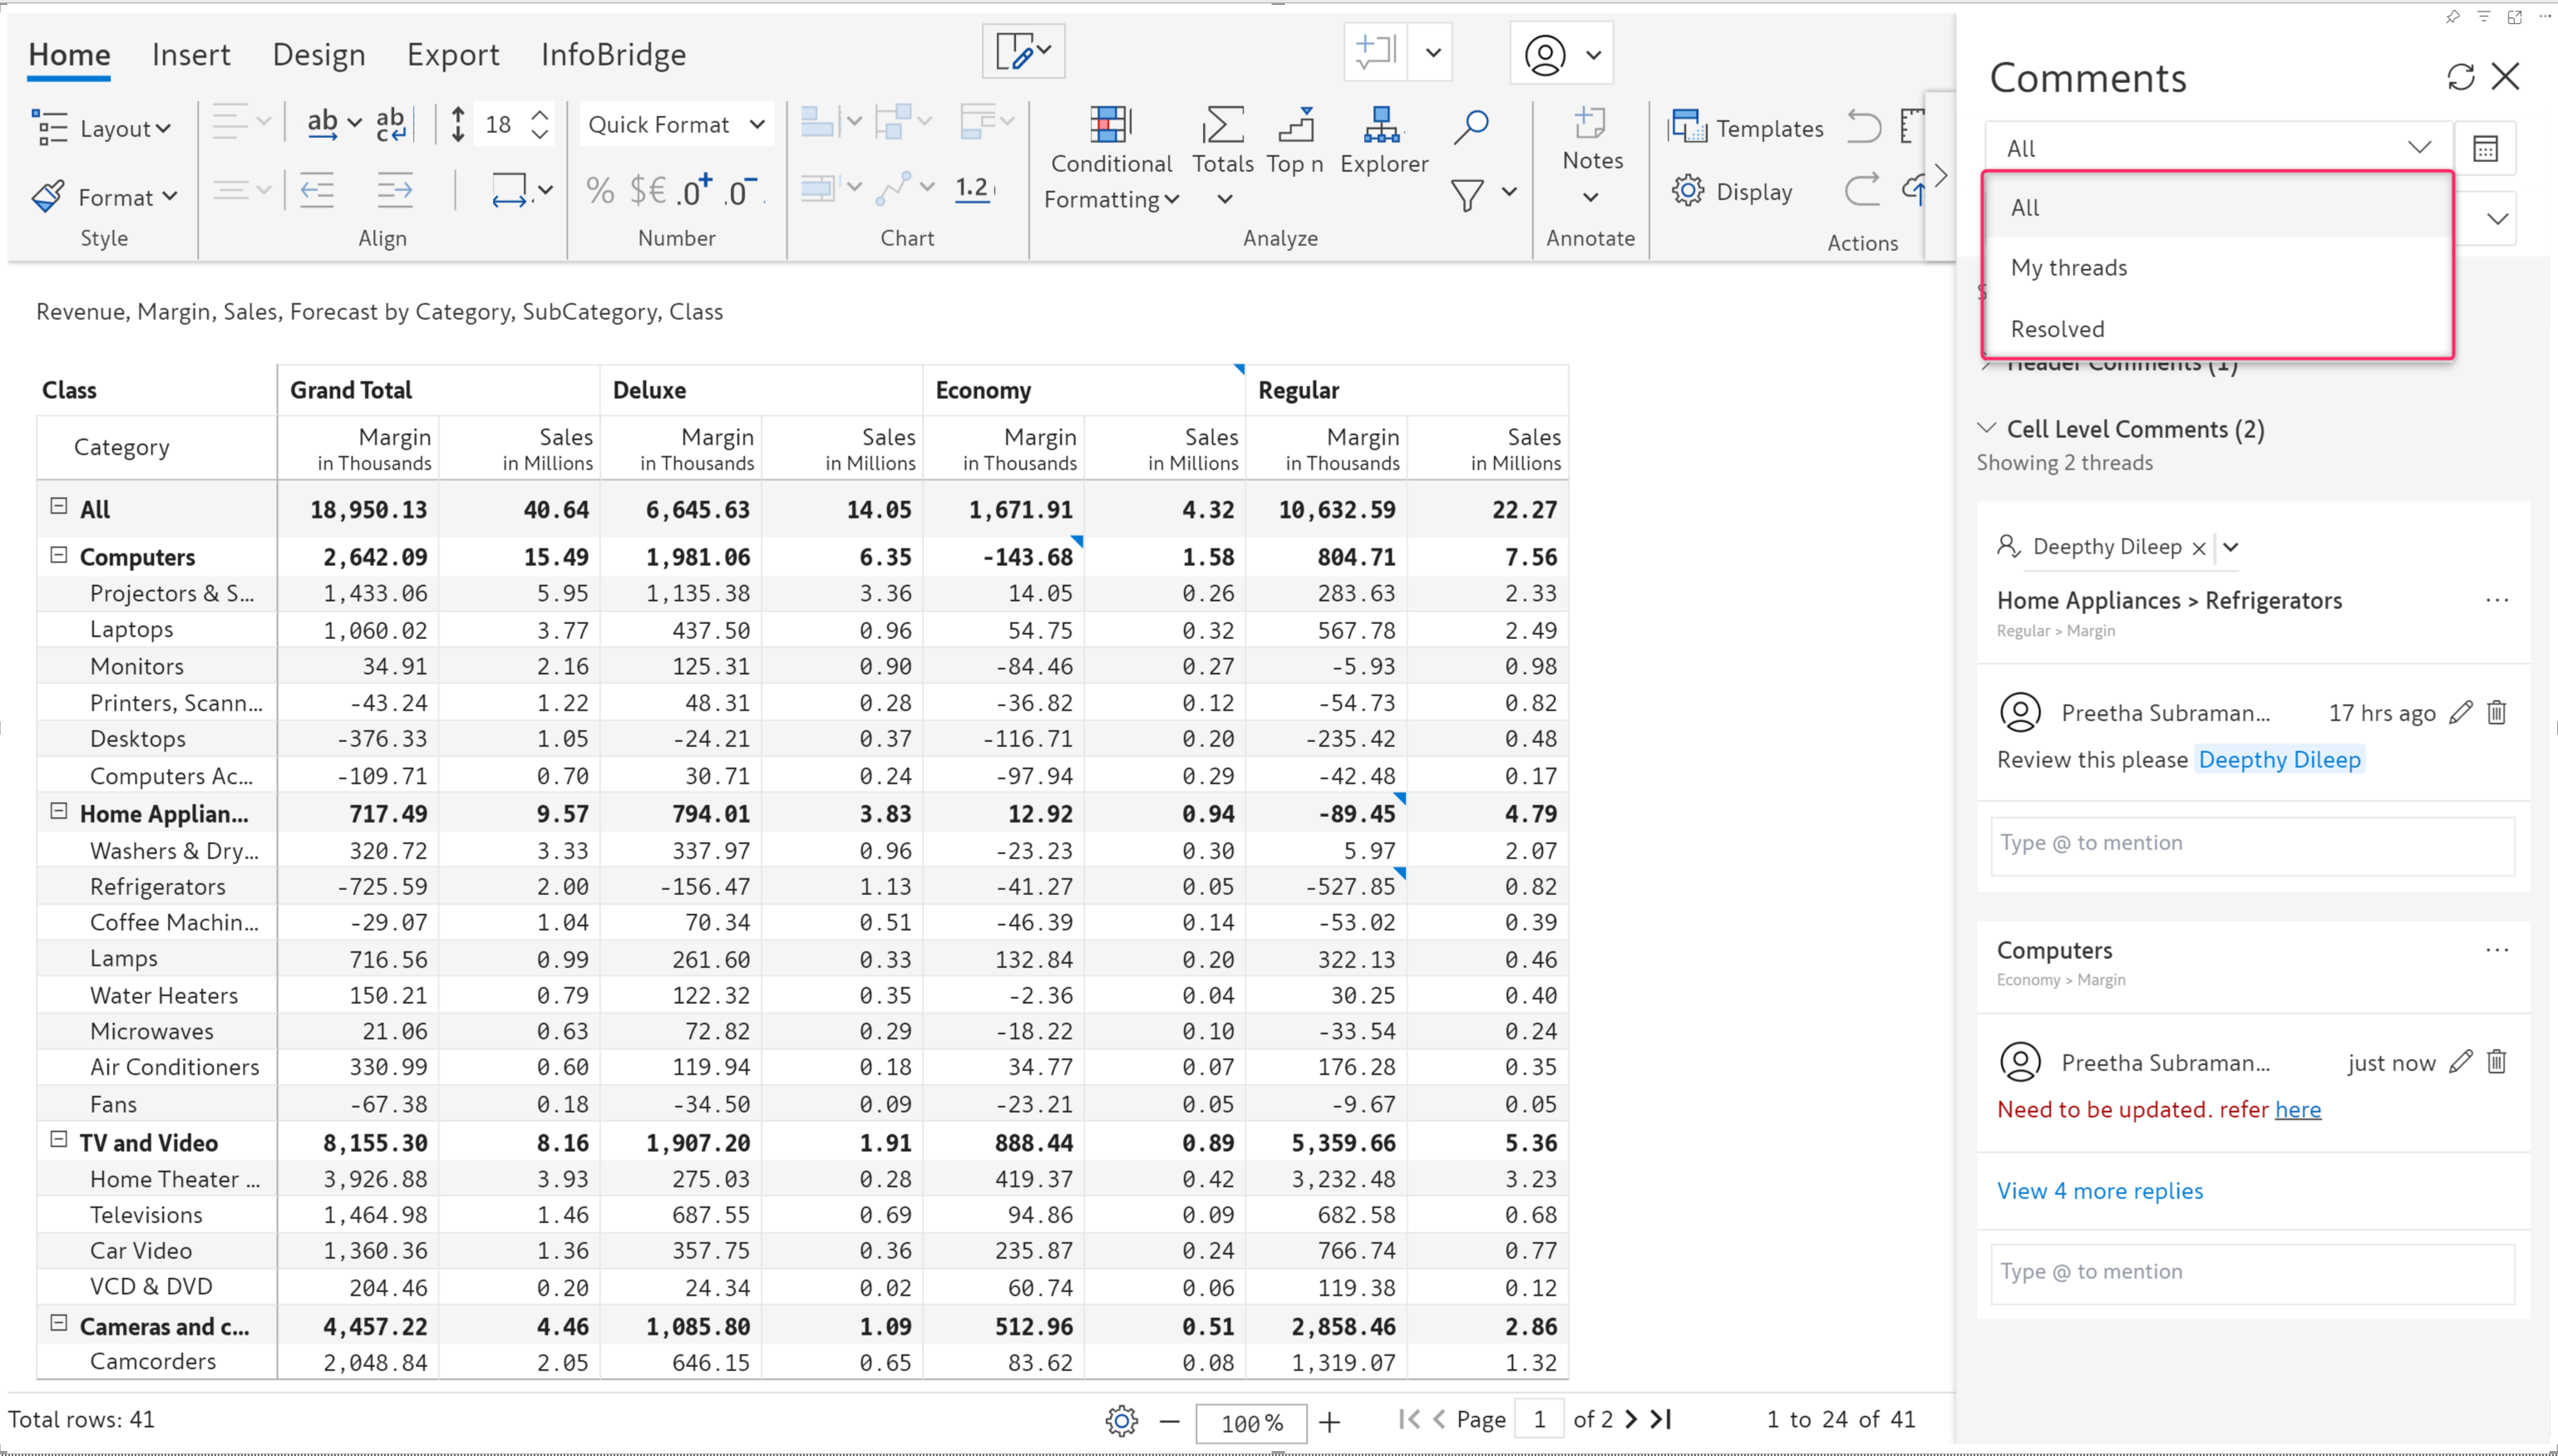 Home Insert Design Export InfoBridge
Layout
ab
ab
c
18
Quick Format
Conditional Formatting
Totals
Top n
Explorer
Notes
Templates
Format
% $€ .0+ .0-
1.2
Display
Style
Align
Number
Chart
Analyze
Annotate
Actions
Revenue, Margin, Sales, Forecast by Category, SubCategory, Class
Class Grand Total Deluxe Economy Regular
Category Margin Sales Margin Sales Margin Sales Margin Sales
in Thousands in Millions in Thousands in Millions in Thousands in Millions in Thousands in Millions
All 18,950.13 40.64 6,645.63 14.05 1,671.91 4.32 10,632.59 22.27
Computers 2,642.09 15.49 1,981.06 6.35 -143.68 1.58 804.71 7.56
Projectors & S... 1,433.06 5.95 1,135.38 3.36 14.05 0.26 283.63 2.33
Laptops 1,060.02 3.77 437.50 0.96 54.75 0.32 567.78 2.49
Monitors 34.91 2.16 125.31 0.90 -84.46 0.27 -5.93 0.98
Printers, Scann... -43.24 1.22 48.31 0.28 -36.82 0.12 -54.73 0.82
Desktops -376.33 1.05 -24.21 0.37 -116.71 0.20 -235.42 0.48
Computers Ac... -109.71 0.70 30.71 0.24 -97.94 0.29 -42.48 0.17
Home Applian... 717.49 9.57 794.01 3.83 12.92 0.94 -89.45 4.79
Washers & Dry... 320.72 3.33 337.97 0.96 -23.23 0.30 5.97 2.07
Refrigerators -725.59 2.00 -156.47 1.13 -41.27 0.05 -527.85 0.82
Coffee Machin... -29.07 1.04 70.34 0.51 -46.39 0.14 -53.02 0.39
Lamps 716.56 0.99 261.60 0.33 132.84 0.20 322.13 0.46
Water Heaters 150.21 0.79 122.32 0.35 -2.36 0.04 30.25 0.40
Microwaves 21.06 0.63 72.82 0.29 -18.22 0.10 -33.54 0.24
Air Conditioners 330.99 0.60 119.94 0.18 34.77 0.07 176.28 0.35
Fans -67.38 0.18 -34.50 0.09 -23.21 0.05 -9.67 0.05
TV and Video 8,155.30 8.16 1,907.20 1.91 888.44 0.89 5,359.66 5.36
Home Theater ... 3,926.88 3.93 275.03 0.28 419.37 0.42 3,232.48 3.23
Televisions 1,464.98 1.46 687.55 0.69 94.86 0.09 682.58 0.68
Car Video 1,360.36 1.36 357.75 0.36 235.87 0.24 766.74 0.77
VCD & DVD 204.46 0.20 24.34 0.02 60.74 0.06 119.38 0.12
Cameras and c... 4,457.22 4.46 1,085.80 1.09 512.96 0.51 2,858.46 2.86
Camcorders 2,048.84 2.05 646.15 0.65 83.62 0.08 1,319.07 1.32
Total rows: 41
100 %
Page 1 of 2
1 to 24 of 41
Comments
All
All
My threads
Resolved
Header Comments (1)
Cell Level Comments (2)
Showing 2 threads
Deepthy Dileep
Home Appliances > Refrigerators
Regular > Margin
Preetha Subraman... 17 hrs ago
Review this please Deepthy Dileep
Type @ to mention
Computers
Economy > Margin
Preetha Subraman... just now
Need to be updated. refer here
View 4 more replies
Type @ to mention